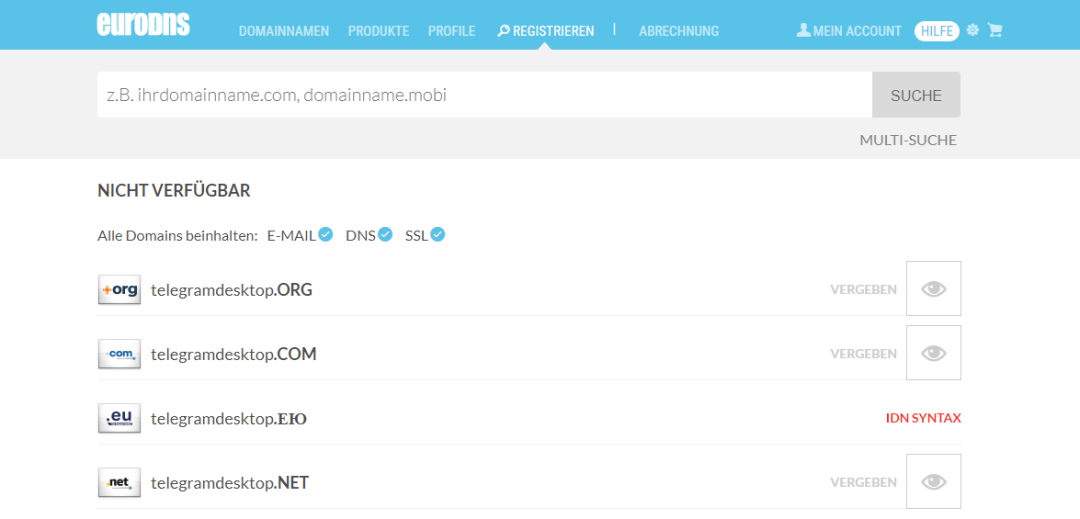 euroDNS DOMAINNAMEN PRODUKTE PROFILE REGISTRIEREN | ABRECHNUNG MEIN ACCOUNT HILFE
z.B. ihrdomainname.com, domainname.mobi SUCHE
MULTI-SUCHE
NICHT VERFÜGBAR
Alle Domains beinhalten: E-MAIL DNS SSL
org telegramdesktop.ORG VERGEBEN
com telegramdesktop.COM VERGEBEN
.eu telegramdesktop.ЕЮ IDN SYNTAX
.net telegramdesktop.NET VERGEBEN